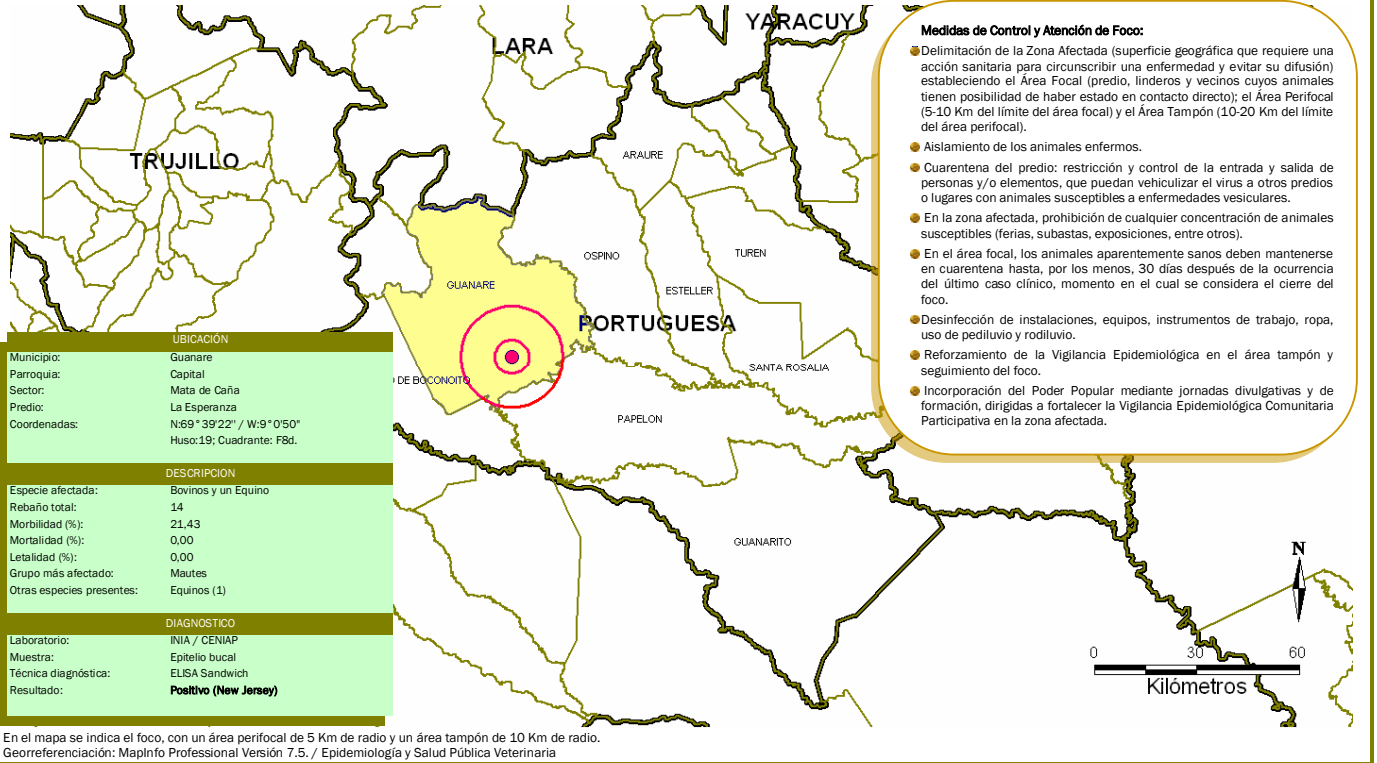 YARACUY
LARA
TRUJILLO
ARAURE
OSPINO
TUREN
GUANARE
ESTELLER
PORTUGUESA
SANTA ROSALIA
O DE BOCONOITO
PAPELON
GUANARITO
Medidas de Control y Atención de Foco:
Delimitación de la Zona Afectada (superficie geográfica que requiere una
acción sanitaria para circunscribir una enfermedad y evitar su difusión)
estableciendo el Área Focal (predio, linderos y vecinos cuyos animales
tienen posibilidad de haber estado en contacto directo); el Área Perifocal
(5-10 Km del límite del área focal) y el Área Tampón (10-20 Km del límite
del área perifocal).
Aislamiento de los animales enfermos.
Cuarentena del predio: restricción y control de la entrada y salida de
personas y/o elementos, que puedan vehiculizar el virus a otros predios
o lugares con animales susceptibles a enfermedades vesiculares.
En la zona afectada, prohibición de cualquier concentración de animales
susceptibles (ferias, subastas, exposiciones, entre otros).
En el área focal, los animales aparentemente sanos deben mantenerse
en cuarentena hasta, por los menos, 30 días después de la ocurrencia
del último caso clínico, momento en el cual se considera el cierre del
foco.
Desinfección de instalaciones, equipos, instrumentos de trabajo, ropa,
uso de pediluvio y rodiluvio.
Reforzamiento de la Vigilancia Epidemiológica en el área tampón y
seguimiento del foco.
Incorporación del Poder Popular mediante jornadas divulgativas y de
formación, dirigidas a fortalecer la Vigilancia Epidemiológica Comunitaria
Participativa en la zona afectada.
UBICACIÓN
Municipio: Guanare
Parroquia: Capital
Sector: Mata de Caña
Predio: La Esperanza
Coordenadas: N:69°39'22'' / W:9°0'50"
Huso:19; Cuadrante: F8d.
DESCRIPCION
Especie afectada: Bovinos y un Equino
Rebaño total: 14
Morbilidad (%): 21,43
Mortalidad (%): 0,00
Letalidad (%): 0,00
Grupo más afectado: Mautes
Otras especies presentes: Equinos (1)
DIAGNOSTICO
Laboratorio: INIA / CENIAP
Muestra: Epitelio bucal
Técnica diagnóstica: ELISA Sandwich
Resultado: Positivo (New Jersey)
N
0 30 60
Kilómetros
En el mapa se indica el foco, con un área perifocal de 5 Km de radio y un área tampón de 10 Km de radio.
Georreferenciación: MapInfo Professional Versión 7.5. / Epidemiología y Salud Pública Veterinaria